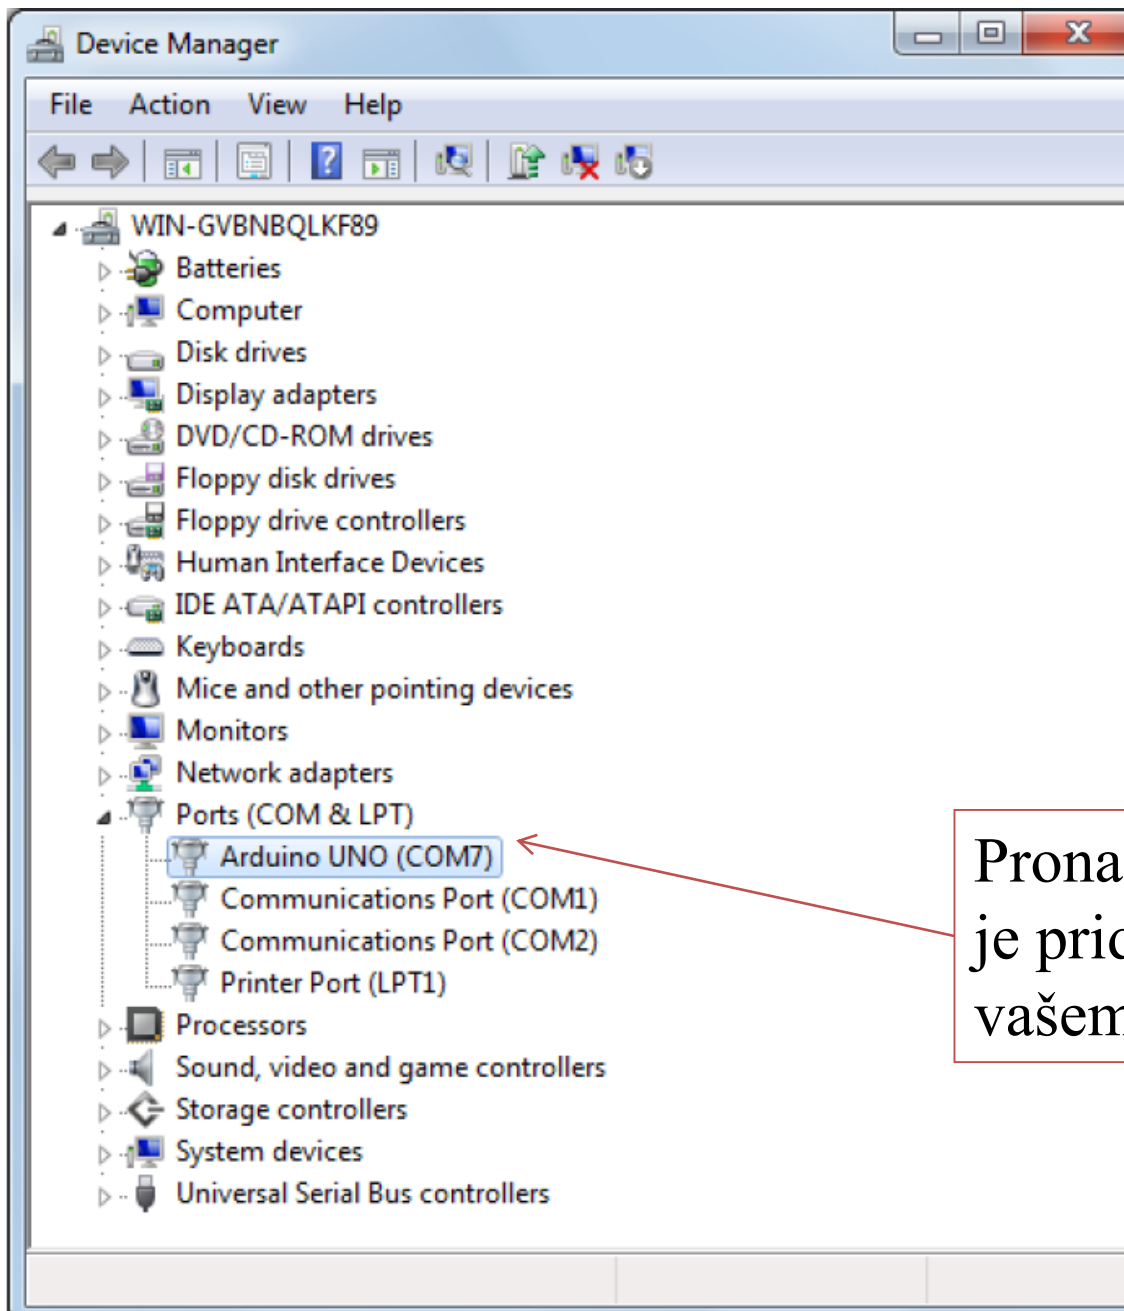 Device Manager
File Action View Help
WIN-GVBNBQLKF89
Batteries
Computer
Disk drives
Display adapters
DVD/CD-ROM drives
Floppy disk drives
Floppy drive controllers
Human Interface Devices
IDE ATA/ATAPI controllers
Keyboards
Mice and other pointing devices
Monitors
Network adapters
Ports (COM & LPT)
Arduino UNO (COM7)
Communications Port (COM1)
Communications Port (COM2)
Printer Port (LPT1)
Processors
Sound, video and game controllers
Storage controllers
System devices
Universal Serial Bus controllers
je